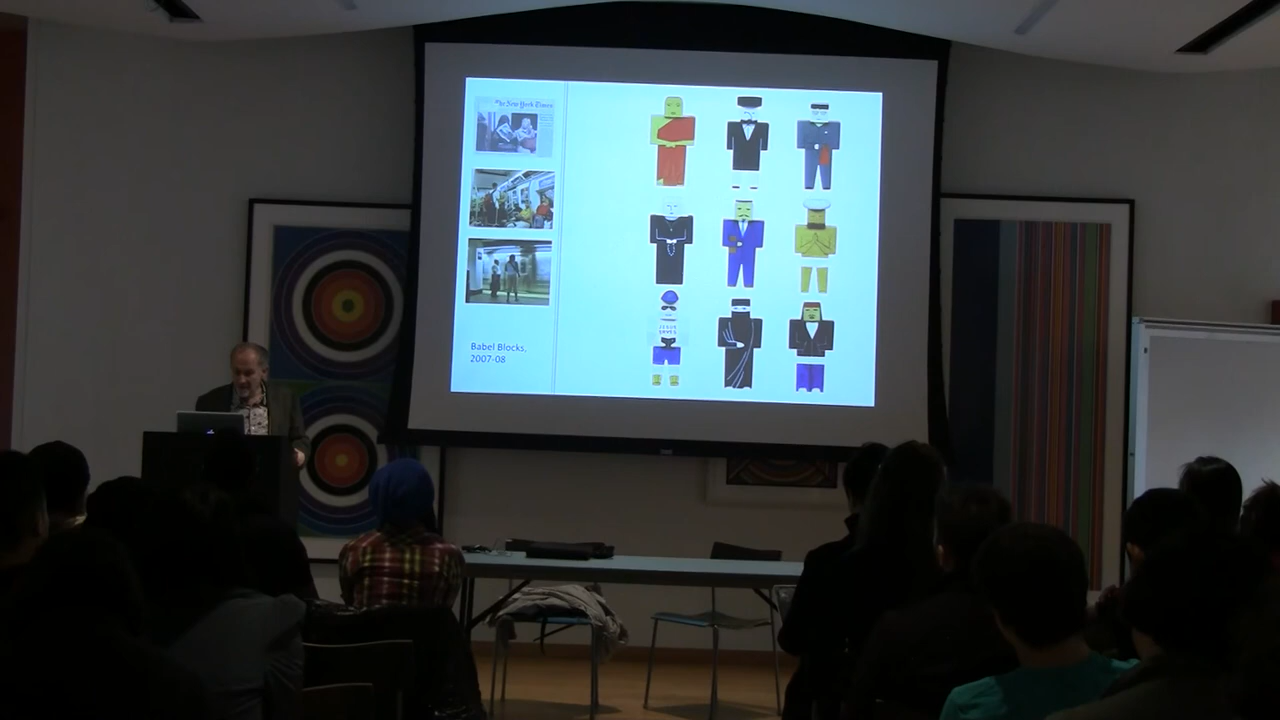 The New York Times
Babel Blocks,
2007-08
JESUS
SAVES